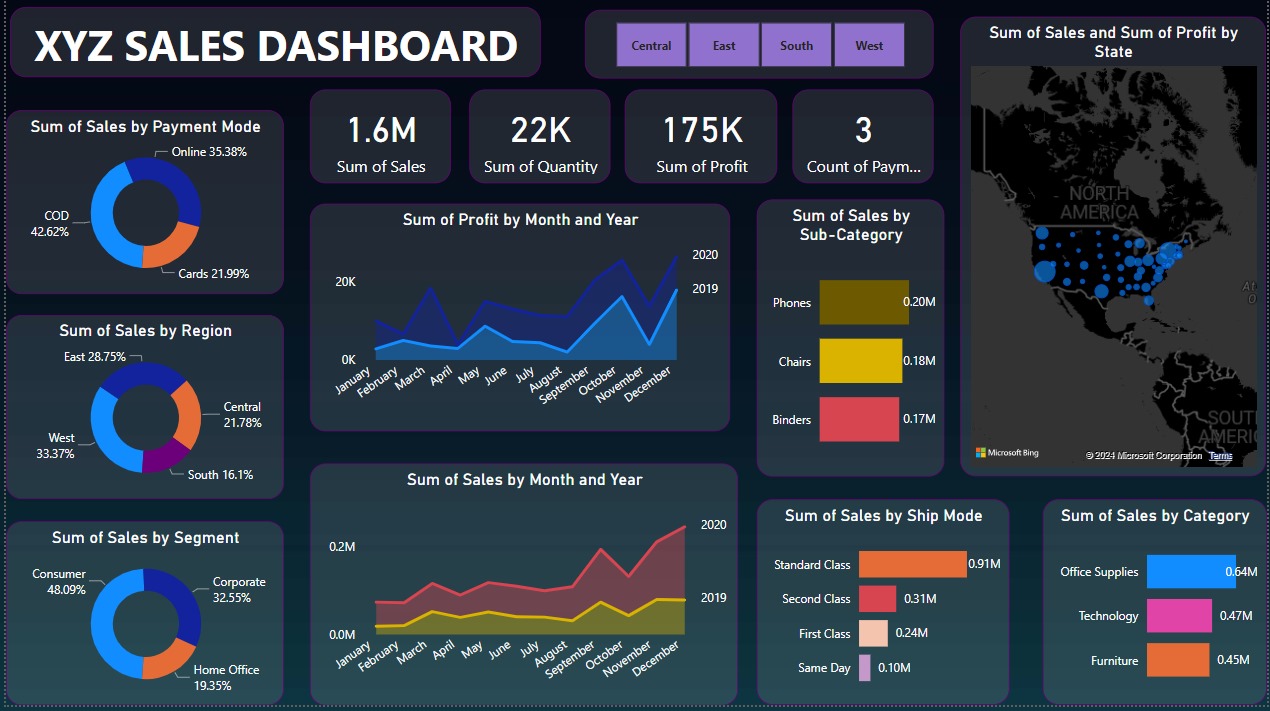 XYZ SALES DASHBOARD
Central
East
South
West
Sum of Sales and Sum of Profit by
State
NORTH
AMERICA
SOUT
AMERIC
Microsoft Bing
© 2024 Microsoft Corporation
Terms
Sum of Sales by Payment Mode
Online 35.38%
COD
42.62%
Cards 21.99%
1.6M
Sum of Sales
22K
Sum of Quantity
175K
Sum of Profit
3
Count of Paym...
Sum of Profit by Month and Year
20K
0K
2020
2019
January
February
March
April
May
June
July
August
September
October
November
December
Sum of Sales by
Sub-Category
Phones
0.20M
Chairs
0.18M
Binders
0.17M
Sum of Sales by Region
East 28.75%
Central
21.78%
West
33.37%
South 16.1%
Sum of Sales by Month and Year
0.2M
0.0M
2020
2019
January
February
March
April
May
June
July
August
September
October
November
December
Sum of Sales by Segment
Consumer
48.09%
Corporate
32.55%
Home Office
19.35%
Sum of Sales by Ship Mode
Standard Class
0.91M
Second Class
0.31M
First Class
0.24M
Same Day
0.10M
Sum of Sales by Category
Office Supplies
0.64M
Technology
0.47M
Furniture
0.45M